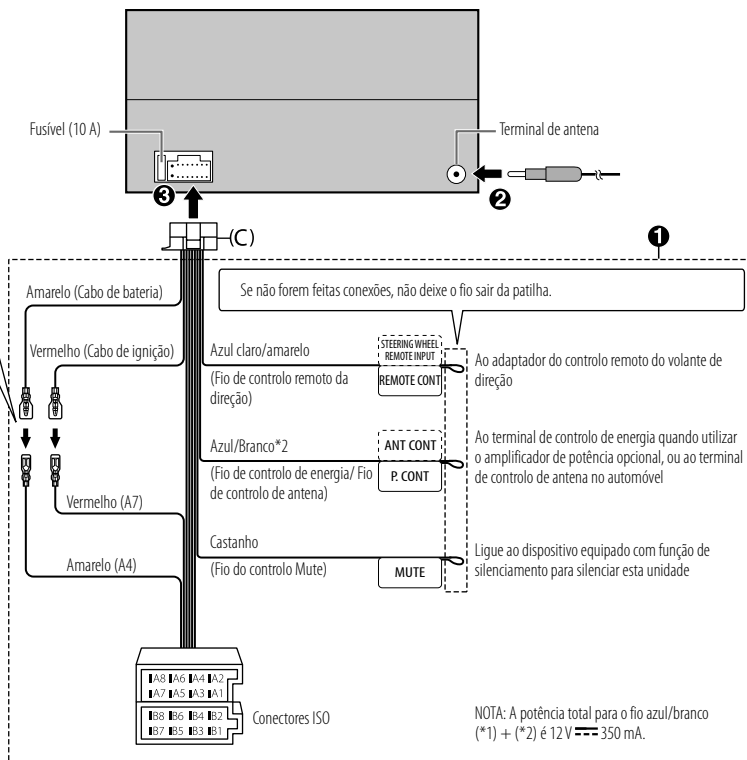 Fusível (10 A)
Terminal de antena
❸
❷
(C)
❶
Amarelo (Cabo de bateria)
Se não forem feitas conexões, não deixe o fio sair da patilha.
Vermelho (Cabo de ignição)
Azul claro/amarelo
(Fio de controlo remoto da
direção)
STEERING WHEEL
REMOTE INPUT
REMOTE CONT
Ao adaptador do controlo remoto do volante de
direção
Azul/Branco*2
(Fio de controlo de energia/ Fio
de controlo de antena)
ANT CONT
P. CONT
Ao terminal de controlo de energia quando utilizar
o amplificador de potência opcional, ou ao terminal
de controlo de antena no automóvel
Vermelho (A7)
Amarelo (A4)
Castanho
(Fio do controlo Mute)
MUTE
Ligue ao dispositivo equipado com função de
silenciamento para silenciar esta unidade
A8 A6 A4 A2
A7 A5 A3 A1
B8 B6 B4 B2
B7 B5 B3 B1
Conectores ISO
NOTA: A potência total para o fio azul/branco
(*1) + (*2) é 12 V ⎓ 350 mA.